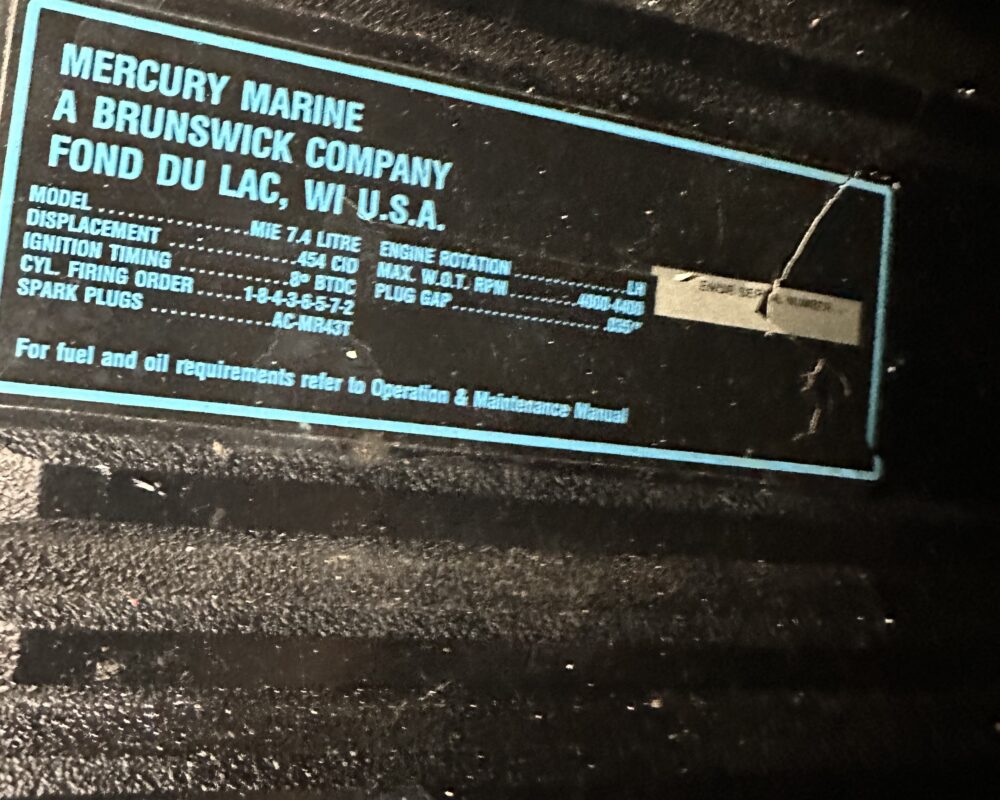 MERCURY MARINE
A BRUNSWICK COMPANY
FOND DU LAC, WI U.S.A.
MODEL ..................... MIE 7.4 LITRE
DISPLACEMENT .................. 454 CID
IGNITION TIMING ................ 8º BTDC
CYL. FIRING ORDER ...... 1-8-4-3-6-5-7-2
SPARK PLUGS ................ AC-MR43T
ENGINE ROTATION ................ LH
MAX. W.O.T. RPM .......... 4000-4400
PLUG GAP ...................... .035"
For fuel and oil requirements refer to Operation & Maintenance Manual
NUMBER